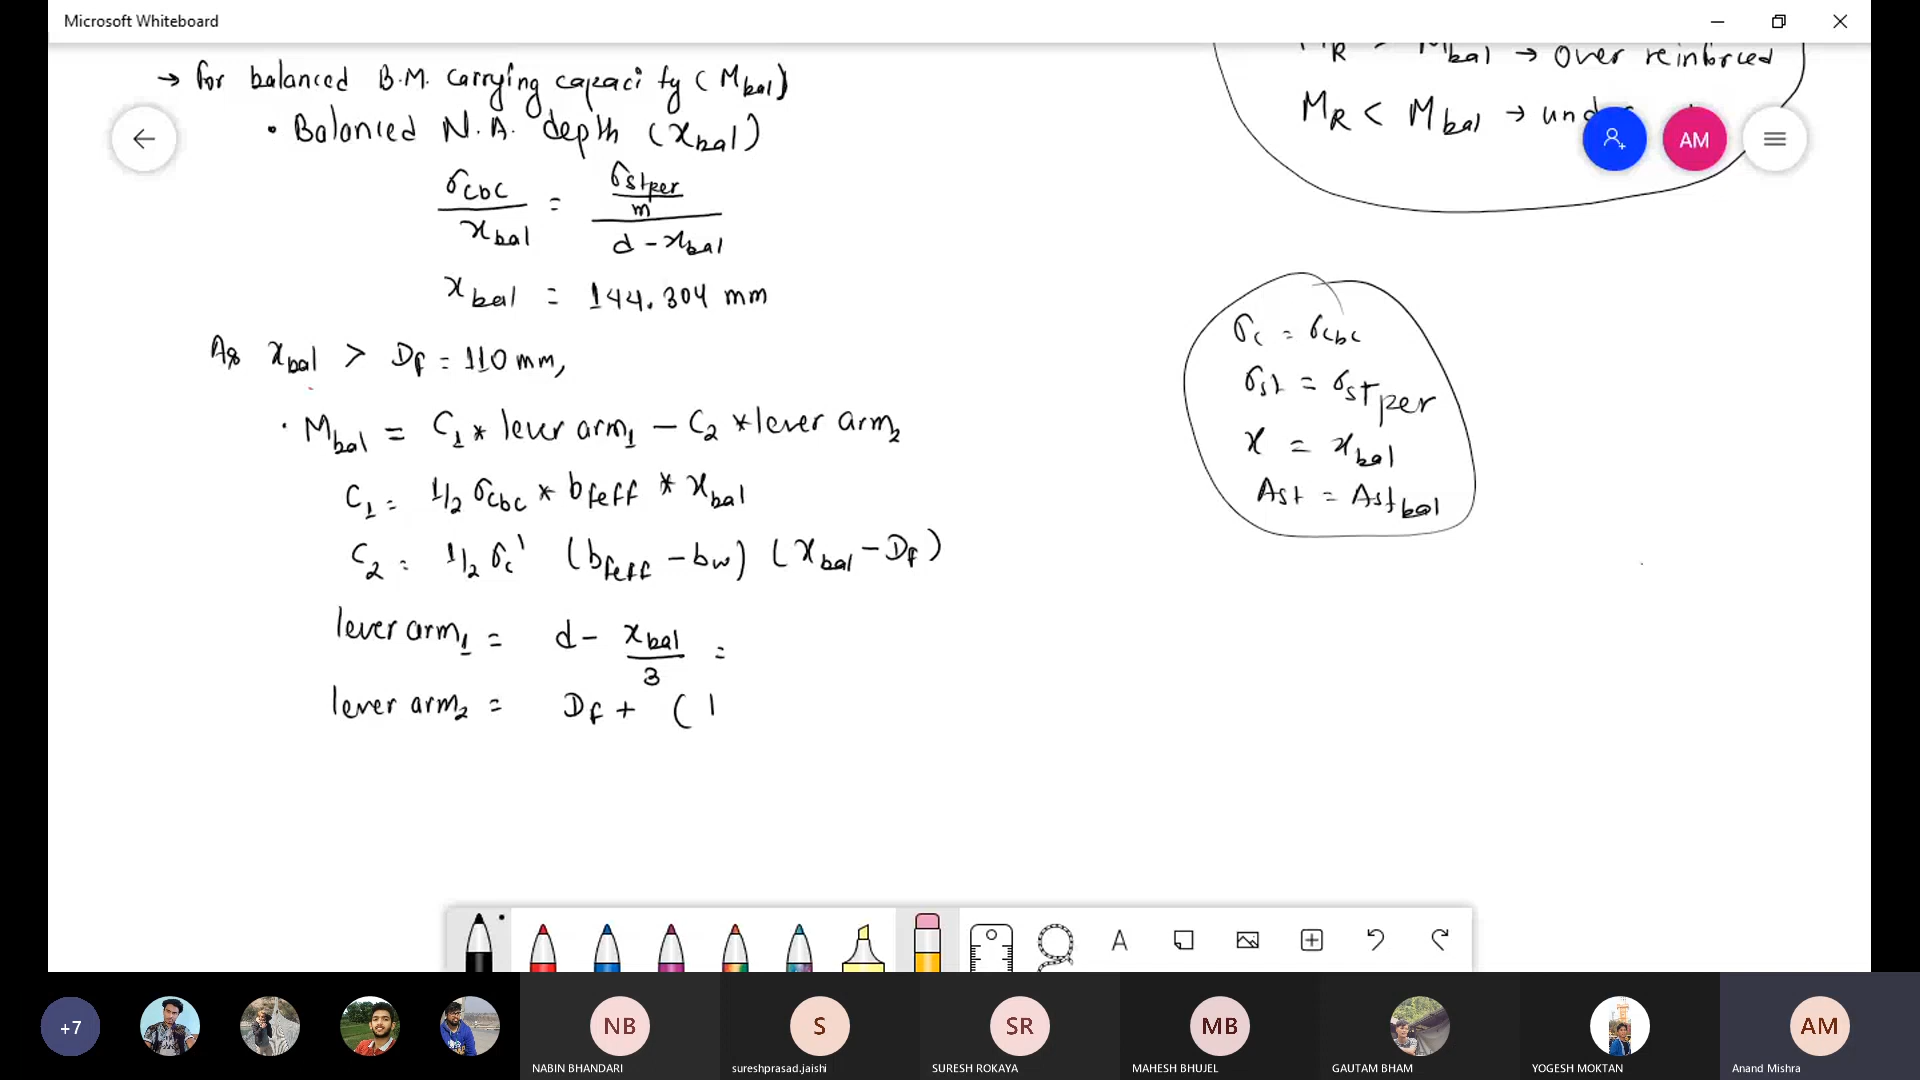 Microsoft Whiteboard
→ for balanced B.M. carrying capacity (Mbal)
• Balanced N.A. depth (xbal)
σcbc / xbal = (σstper / m) / (d - xbal)
xbal = 144.304 mm
As xbal > Df = 110 mm,
• Mbal = C1 * lever arm1 - C2 * lever arm2
C1 = 1/2 σcbc * bfeff * xbal
C2 = 1/2 σc' (bfeff - bw) (xbal - Df)
lever arm1 = d - xbal/3 =
lever arm2 = Df + (
MR > Mbal → Over reinforced
MR < Mbal → und
AM
σc = σcbc
σst = σst per
x = xbal
Ast = Astbal
+7
NB
NABIN BHANDARI
S
sureshprasad.jaishi
SR
SURESH ROKAYA
MB
MAHESH BHUJEL
GAUTAM BHAM
YOGESH MOKTAN
AM
Anand Mishra